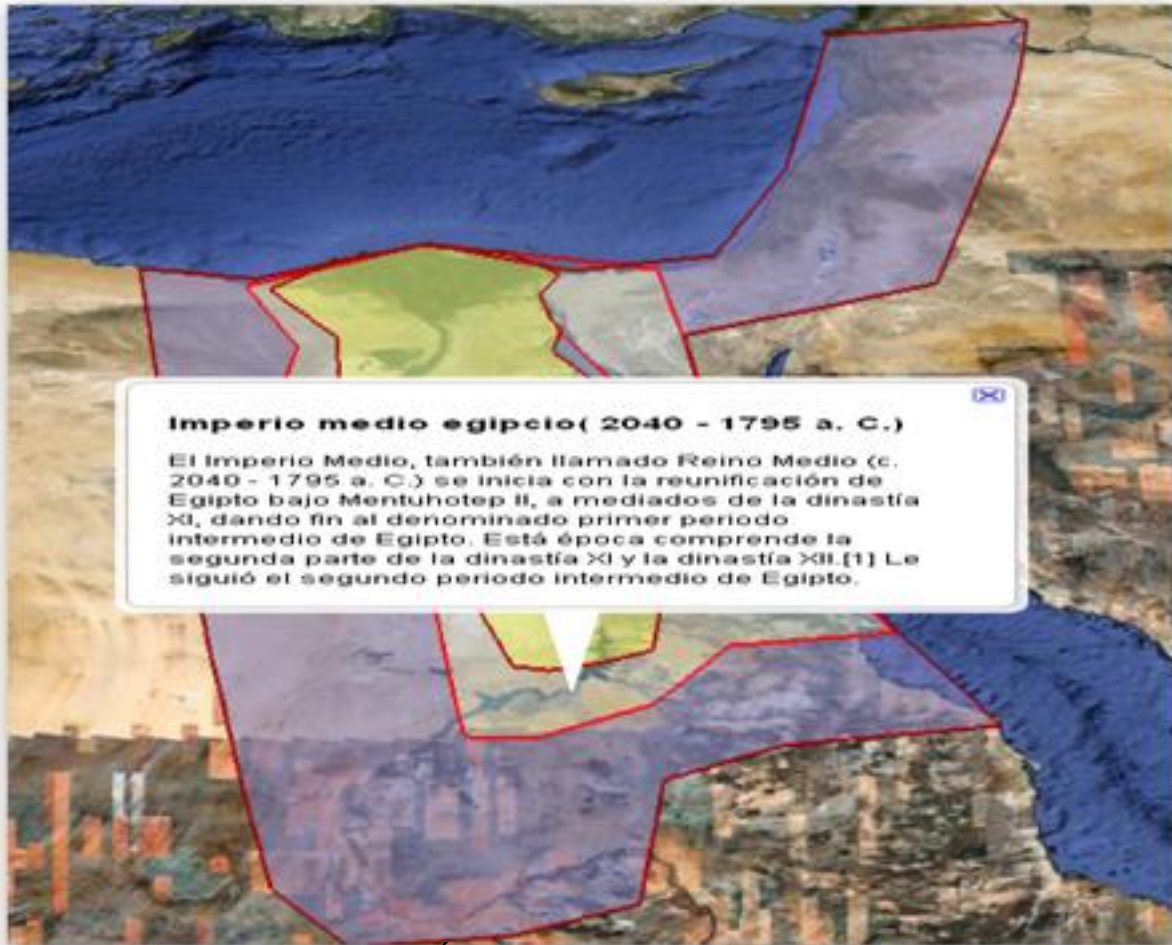 Imperio medio egipcio( 2040 - 1795 a. C.)
El Imperio Medio, también llamado Reino Medio (c.
2040 - 1795 a. C.) se inicia con la reunificación de
Egipto bajo Mentuhotep II, a mediados de la dinastía
XI, dando fin al denominado primer periodo
intermedio de Egipto. Está época comprende la
segunda parte de la dinastía XI y la dinastía XII.[1] Le
siguió el segundo periodo intermedio de Egipto.